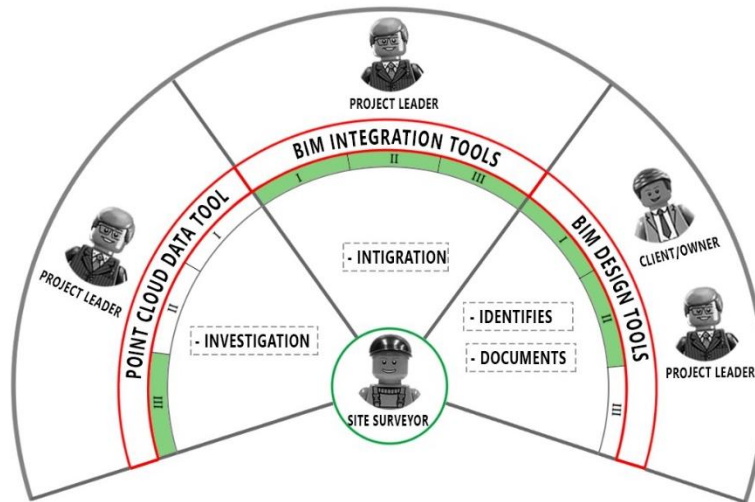 PROJECT LEADER
BIM INTEGRATION TOOLS
I
II
III
POINT CLOUD DATA TOOL
I
II
III
BIM DESIGN TOOLS
I
II
III
PROJECT LEADER
CLIENT/OWNER
PROJECT LEADER
- INTIGRATION
- INVESTIGATION
- IDENTIFIES
- DOCUMENTS
SITE SURVEYOR